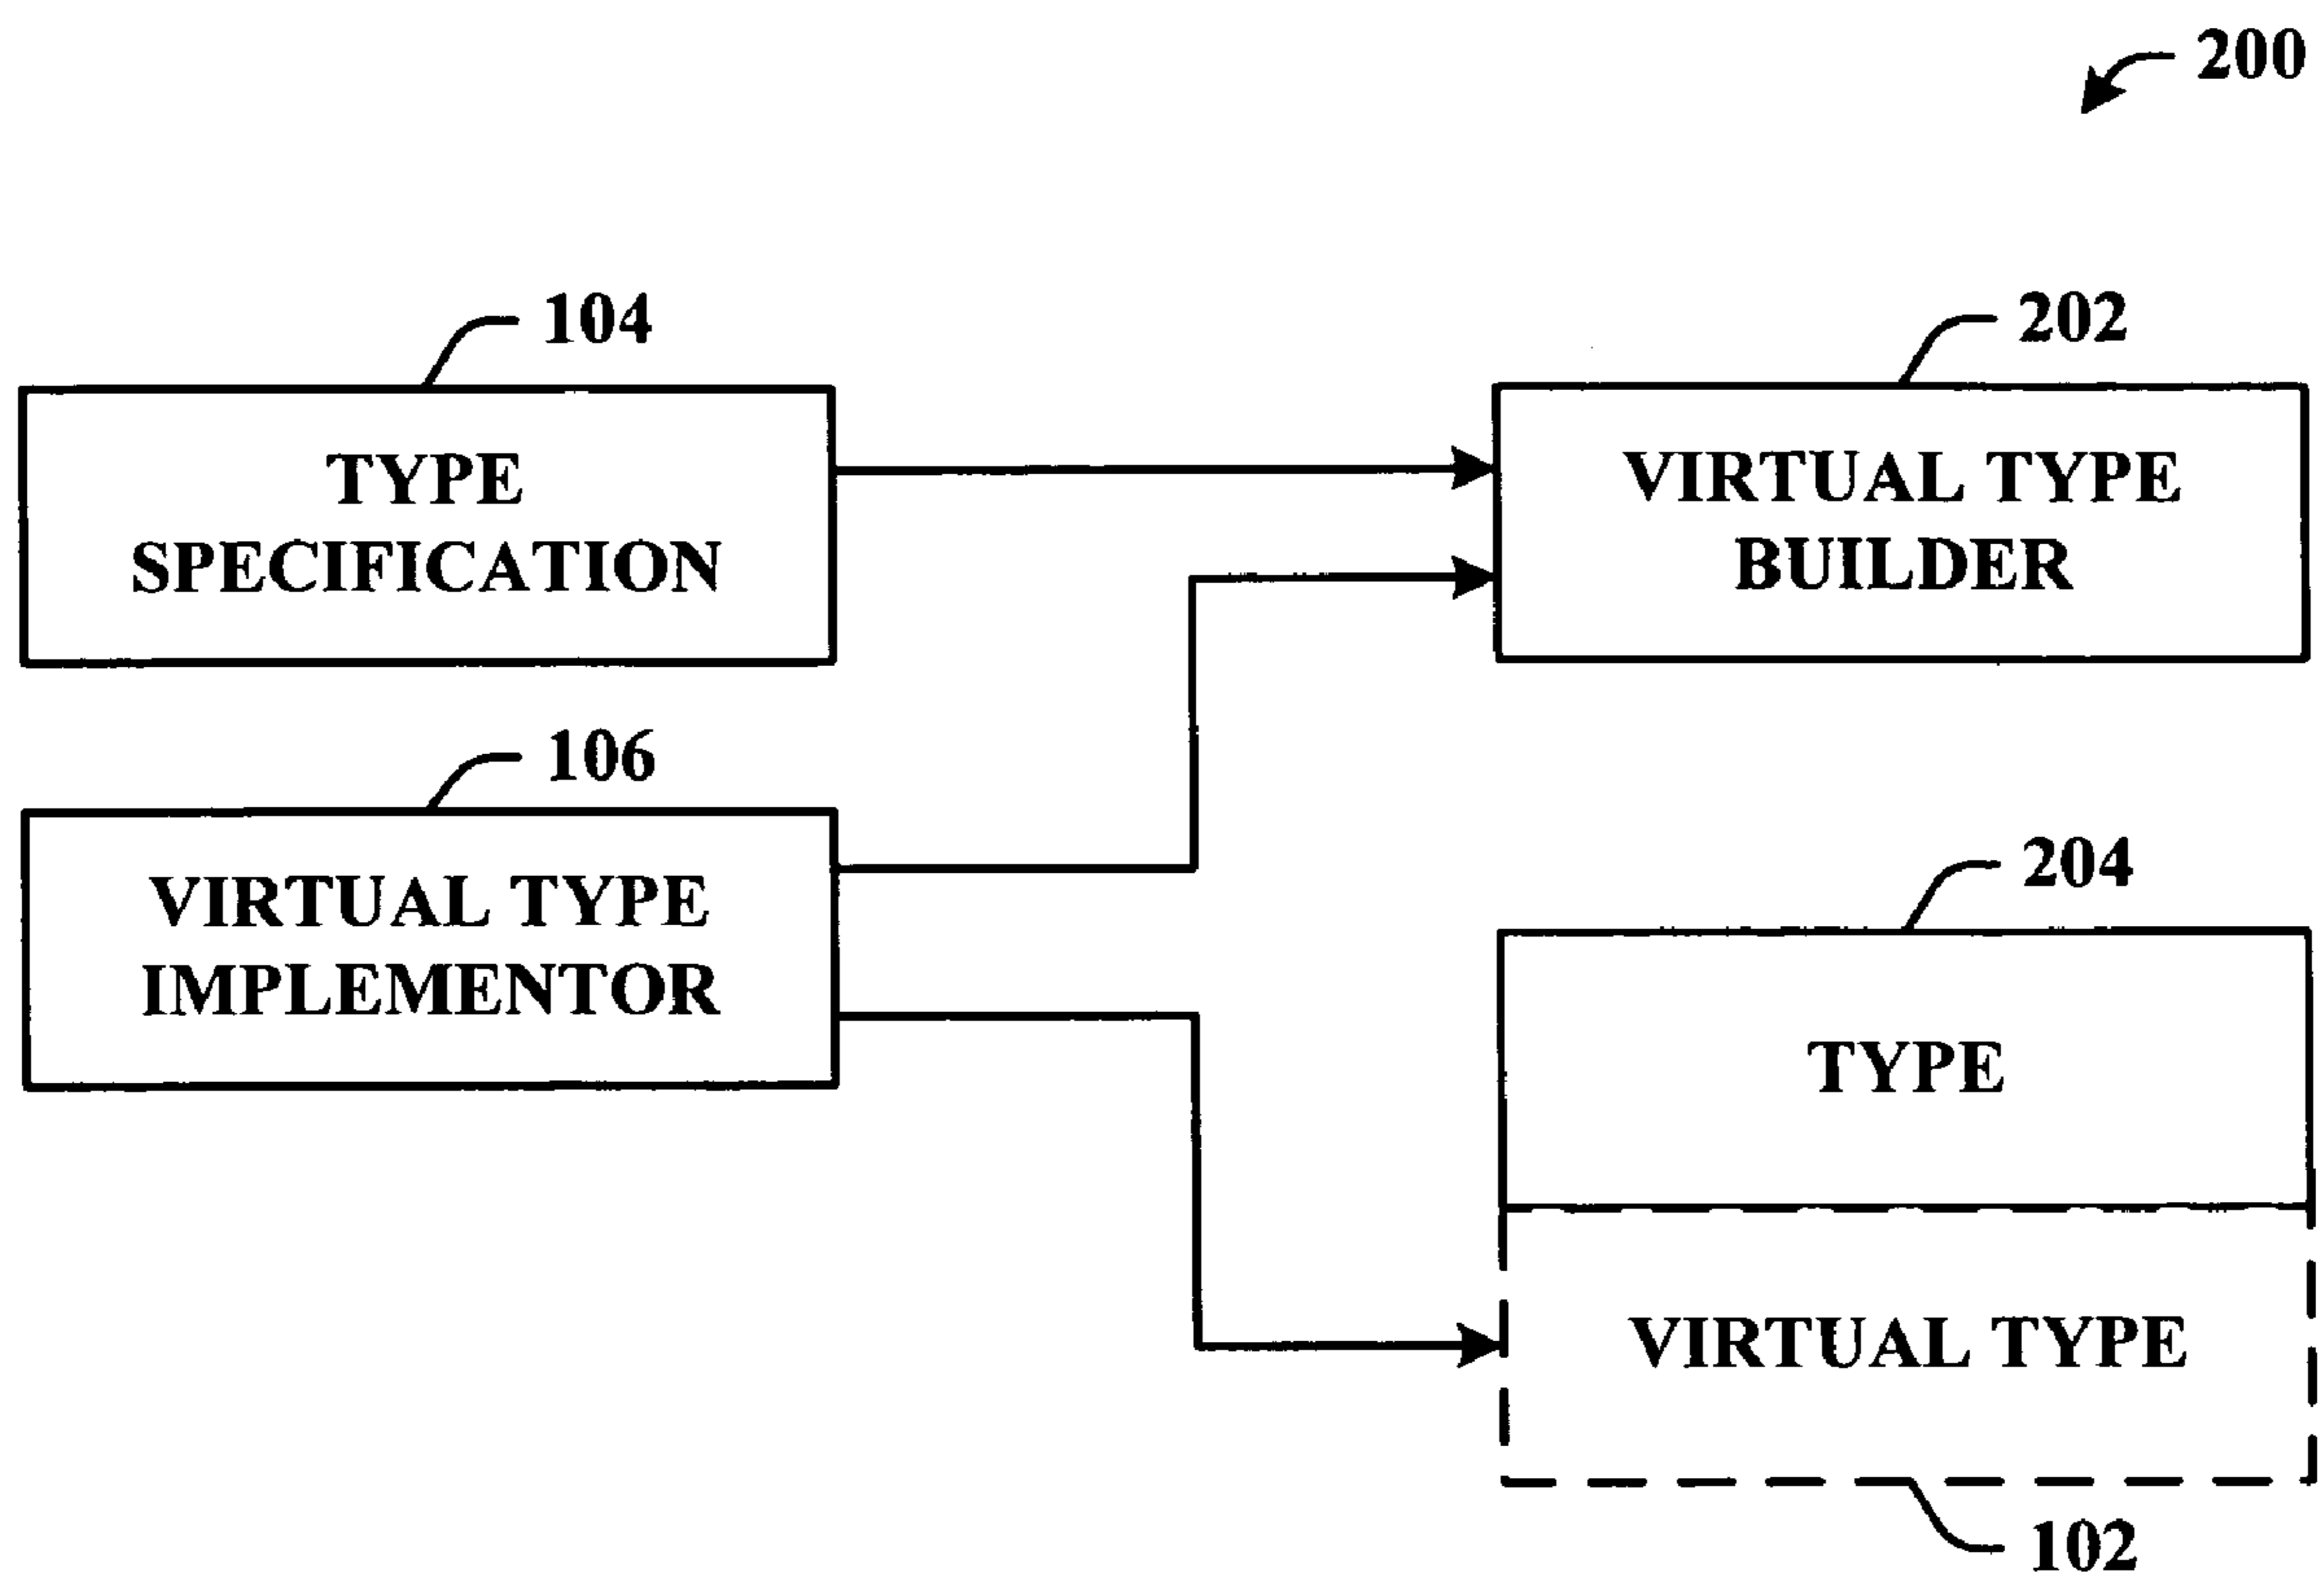 200
104
202
TYPE
SPECIFICATION
VIRTUAL TYPE
BUILDER
106
VIRTUAL TYPE
IMPLEMENTOR
204
TYPE
VIRTUAL TYPE
102